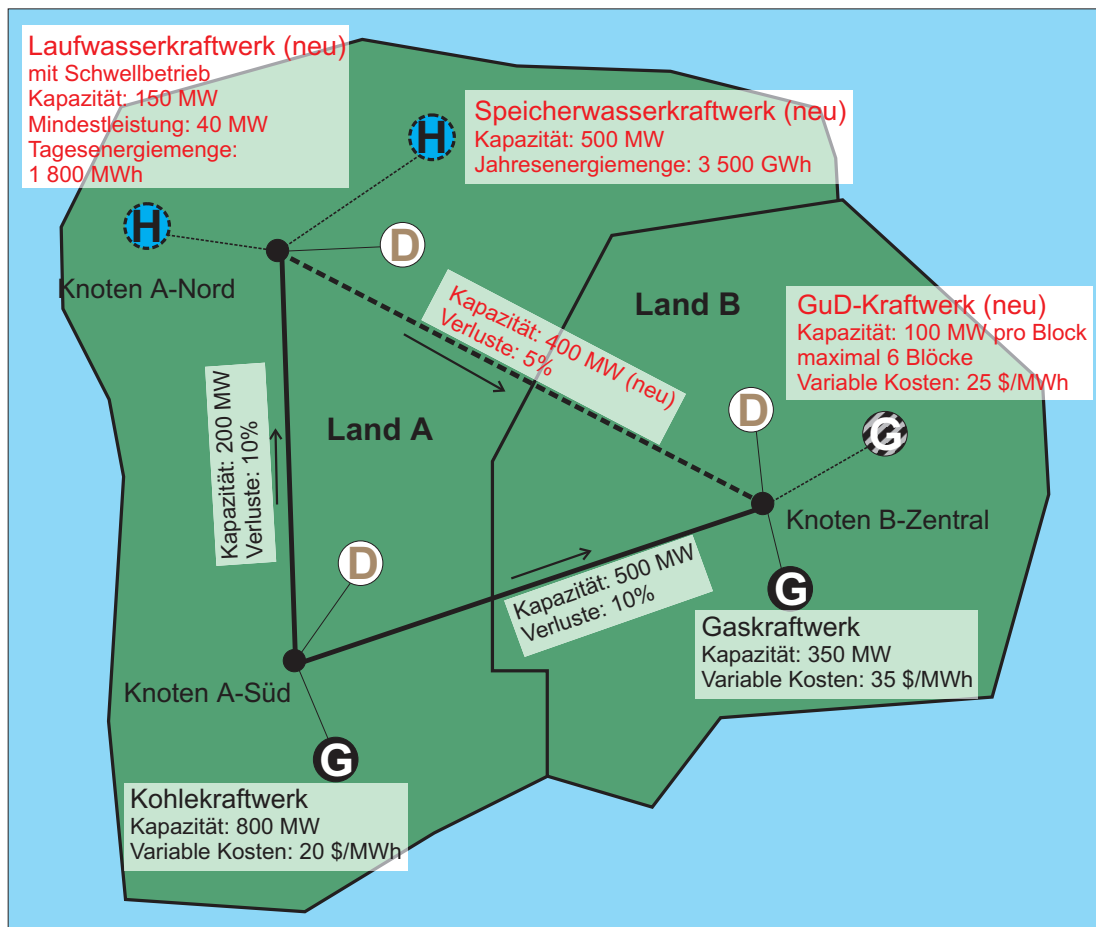 Laufwasserkraftwerk (neu)
mit Schwellbetrieb
Kapazität: 150 MW
Mindestleistung: 40 MW
Tagesenergiemenge:
1 800 MWh
Speicherwasserkraftwerk (neu)
Kapazität: 500 MW
Jahresenergiemenge: 3 500 GWh
H
H
D
Knoten A-Nord
Kapazität: 400 MW (neu)
Verluste: 5%
Land B
GuD-Kraftwerk (neu)
Kapazität: 100 MW pro Block
maximal 6 Blöcke
Variable Kosten: 25 $/MWh
Kapazität: 200 MW
Verluste: 10%
Land A
D
G
Knoten B-Zentral
D
Kapazität: 500 MW
Verluste: 10%
G
Gaskraftwerk
Kapazität: 350 MW
Variable Kosten: 35 $/MWh
Knoten A-Süd
G
Kohlekraftwerk
Kapazität: 800 MW
Variable Kosten: 20 $/MWh